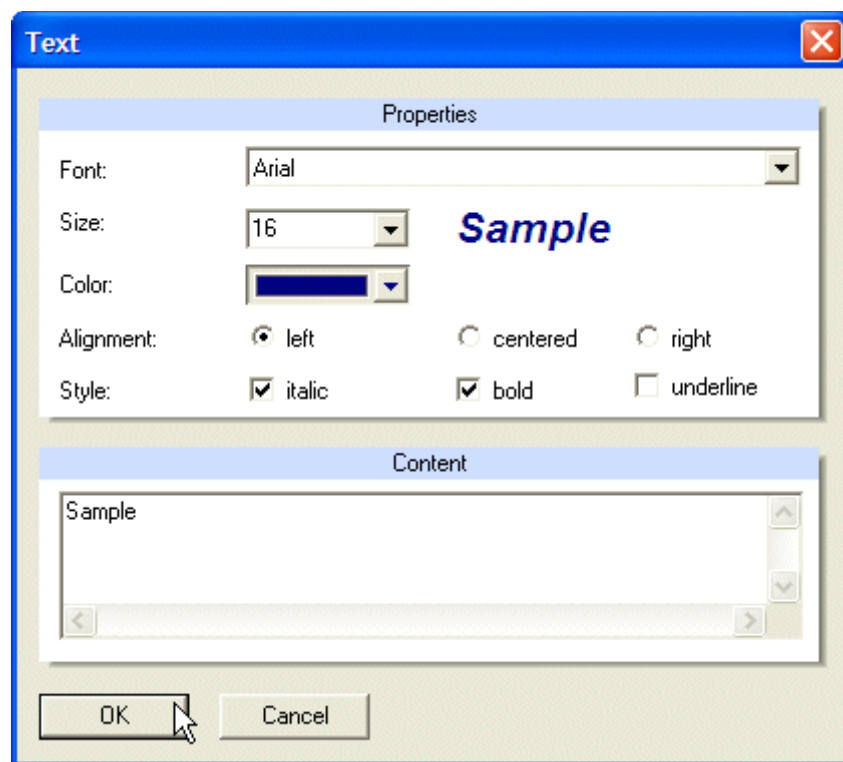 Text
Properties
Font: Arial
Size: 16 Sample
Color:
Alignment: left centered right
Style: italic bold underline
Content
Sample
OK Cancel